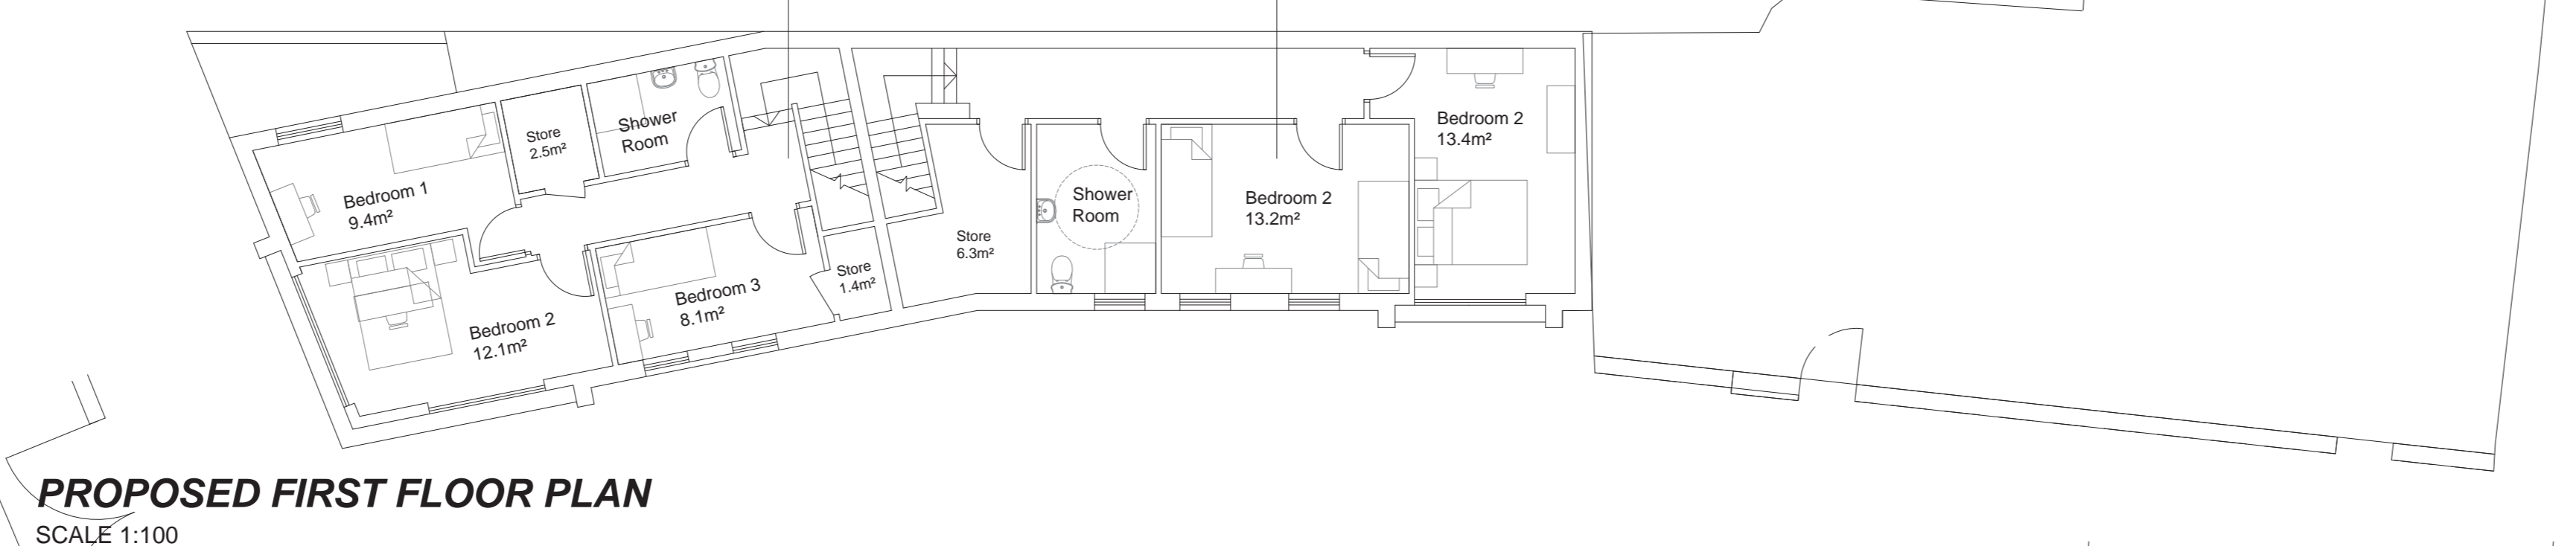 Bedroom 1
9.4m²
Store
2.5m²
Shower
Room
Bedroom 2
12.1m²
Bedroom 3
8.1m²
Store
1.4m²
Store
6.3m²
Shower
Room
Bedroom 2
13.2m²
Bedroom 2
13.4m²
PROPOSED FIRST FLOOR PLAN
SCALE 1:100